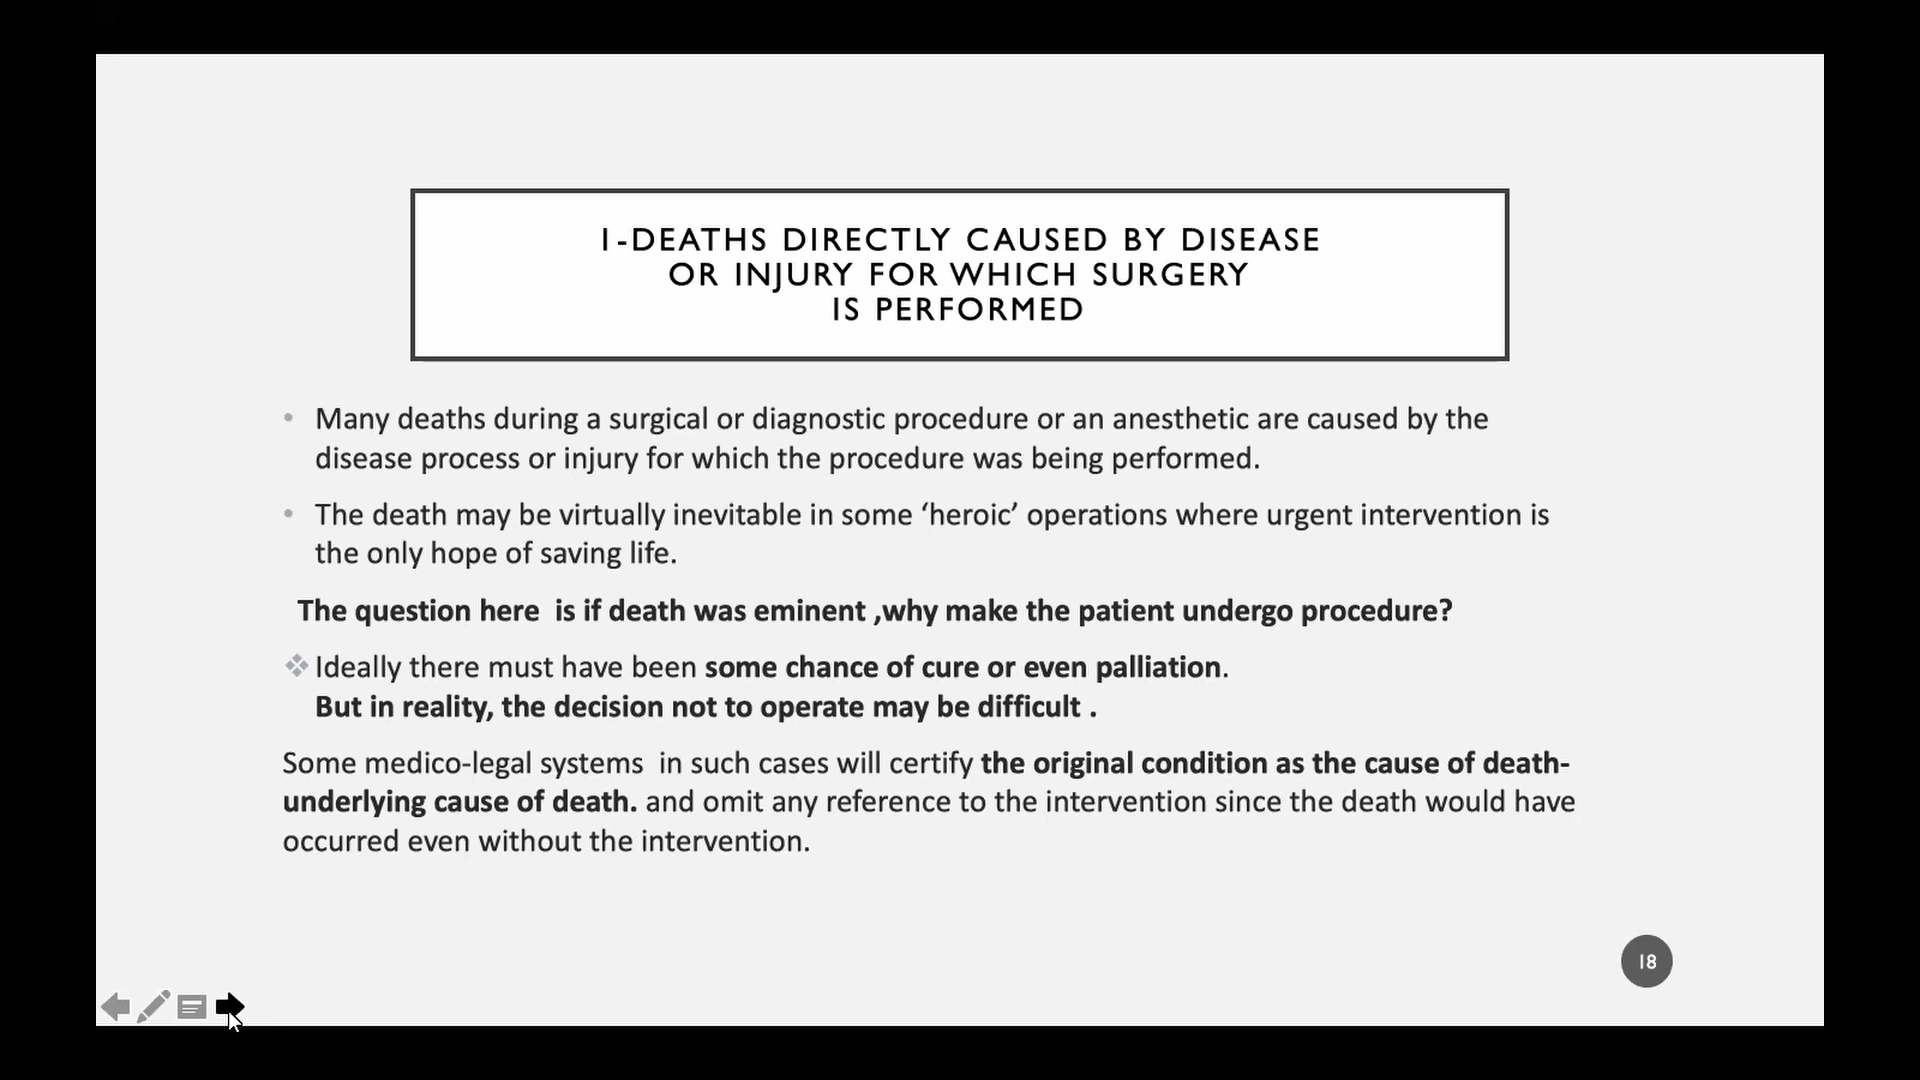 1-DEATHS DIRECTLY CAUSED BY DISEASE
OR INJURY FOR WHICH SURGERY
IS PERFORMED
• Many deaths during a surgical or diagnostic procedure or an anesthetic are caused by the
disease process or injury for which the procedure was being performed.
• The death may be virtually inevitable in some ‘heroic’ operations where urgent intervention is
the only hope of saving life.
The question here  is if death was eminent ,why make the patient undergo procedure?
❖ Ideally there must have been some chance of cure or even palliation.
But in reality, the decision not to operate may be difficult .
Some medico-legal systems  in such cases will certify the original condition as the cause of death-
underlying cause of death. and omit any reference to the intervention since the death would have
occurred even without the intervention.
18